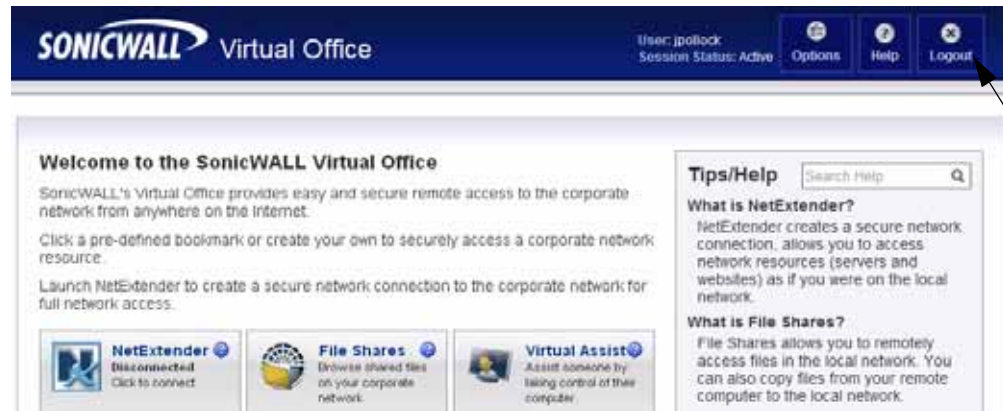 SONICWALL Virtual Office
User: jpollock
Session Status: Active
Options
Help
Logout
Welcome to the SonicWALL Virtual Office
SonicWALL's Virtual Office provides easy and secure remote access to the corporate
network from anywhere on the Internet.
Click a pre-defined bookmark or create your own to securely access a corporate network
resource.
Launch NetExtender to create a secure network connection to the corporate network for
full network access.
NetExtender
Disconnected
Click to connect
File Shares
Browse shared files
on your corporate
network.
Virtual Assist
Assist someone by
taking control of their
computer.
Tips/Help
Search Help
What is NetExtender?
NetExtender creates a secure network
connection, allows you to access
network resources (servers and
websites) as if you were on the local
network.
What is File Shares?
File Shares allows you to remotely
access files in the local network. You
can also copy files from your remote
computer to the local network.